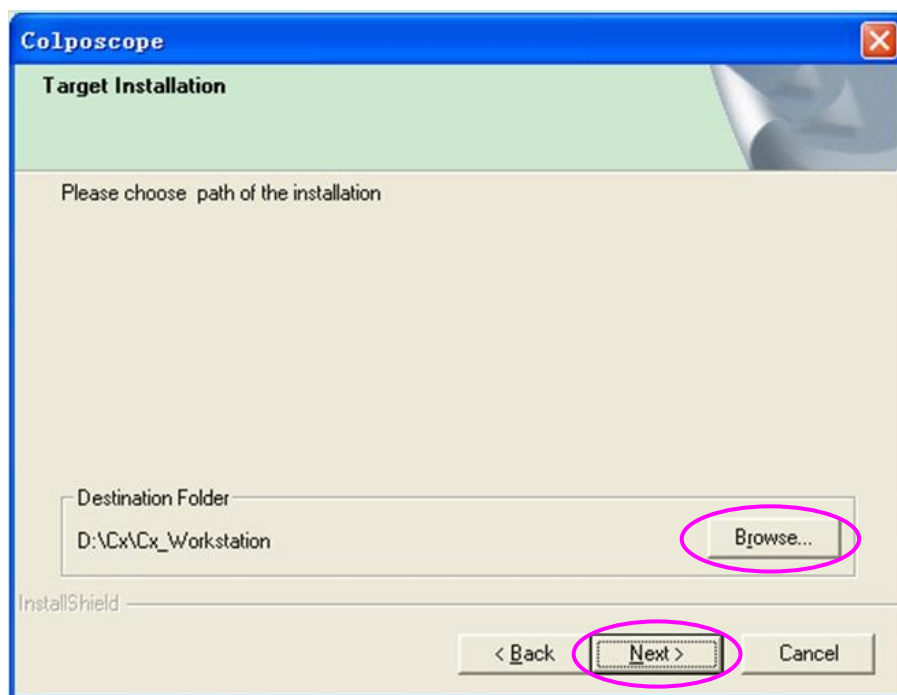 Colposcope
Target Installation
Please choose  path of the installation
Destination Folder
D:\Cx\Cx_Workstation
Browse...
InstallShield
< Back
Next >
Cancel